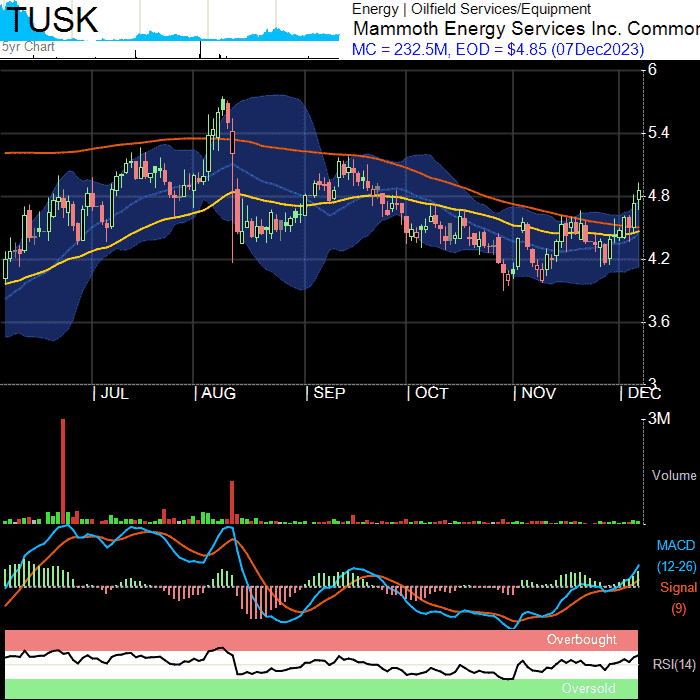 TUSK
5yr Chart
Energy | Oilfield Services/Equipment
Mammoth Energy Services Inc. Common
MC = 232.5M, EOD = $4.85 (07Dec2023)
6
5.4
4.8
4.2
3.6
3
JUL AUG SEP OCT NOV DEC
3M
Volume
MACD
(12-26)
Signal
(9)
Overbought
RSI(14)
Oversold